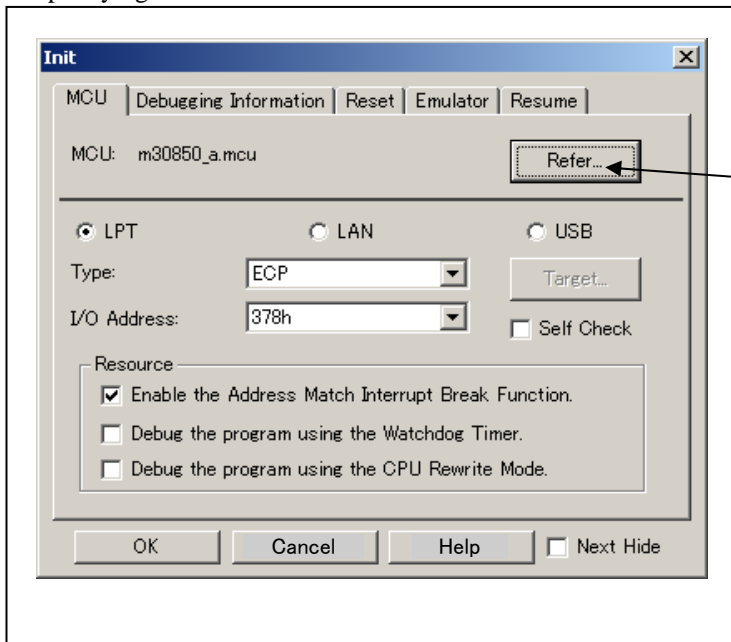 Init
MCU Debugging Information Reset Emulator Resume
MCU: m30850_a.mcu Refer...
LPT LAN USB
Type: ECP Target...
I/O Address: 378h Self Check
Resource
Enable the Address Match Interrupt Break Function.
Debug the program using the Watchdog Timer.
Debug the program using the CPU Rewrite Mode.
OK Cancel Help Next Hide